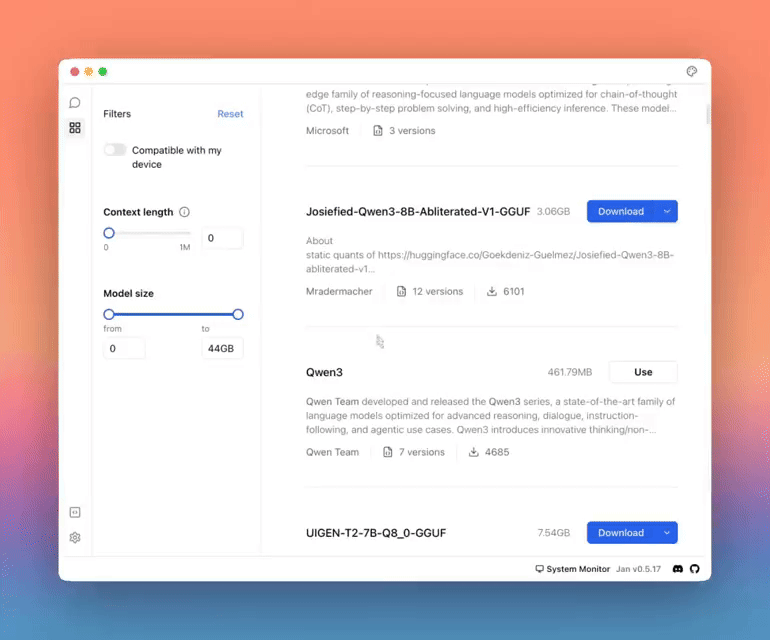 Filters
Reset
Compatible with my
device
Context length
0
1M
0
Model size
from
to
0
44GB
edge family of reasoning-focused language models optimized for chain-of-thought
(CoT), step-by-step problem solving, and high-efficiency inference. These model...
Microsoft
3 versions
Josiefied-Qwen3-8B-Abliterated-V1-GGUF
3.06GB
Download
About
static quants of https://huggingface.co/Goekdeniz-Guelmez/Josiefied-Qwen3-8B-
abliterated-v1...
Mradermacher
12 versions
6101
Qwen3
461.79MB
Use
Qwen Team developed and released the Qwen3 series, a state-of-the-art family of
language models optimized for advanced reasoning, dialogue, instruction-
following, and agentic use cases. Qwen3 introduces innovative thinking/non-...
Qwen Team
7 versions
4685
UIGEN-T2-7B-Q8_0-GGUF
7.54GB
Download
System Monitor
Jan v0.5.17